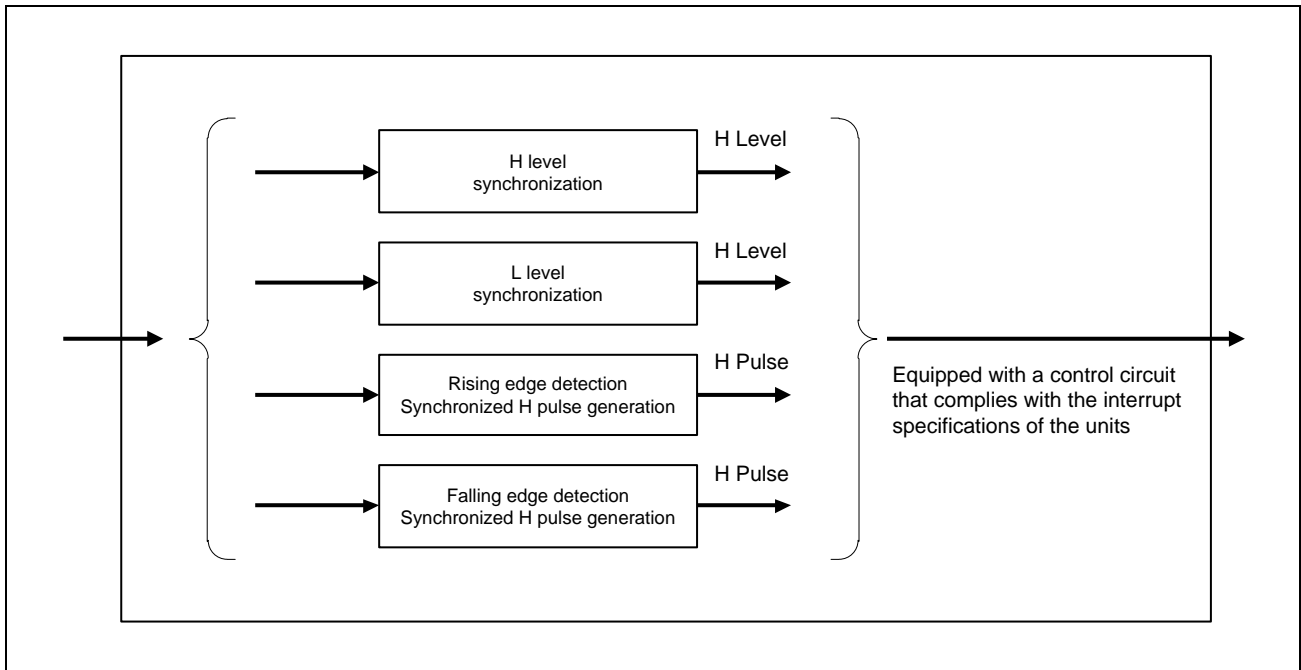 H level
synchronization
H Level
L level
synchronization
H Level
Rising edge detection
Synchronized H pulse generation
H Pulse
Falling edge detection
Synchronized H pulse generation
H Pulse
Equipped with a control circuit
that complies with the interrupt
specifications of the units